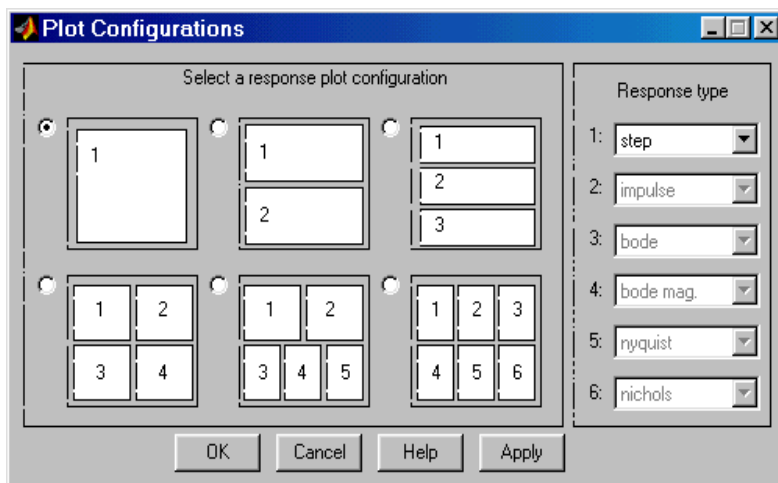 Plot Configurations
Select a response plot configuration
1
1
2
1
2
3
1 2
3 4
1 2
3 4 5
1 2 3
4 5 6
Response type
1: step
2: impulse
3: bode
4: bode mag.
5: nyquist
6: nichols
OK Cancel Help Apply